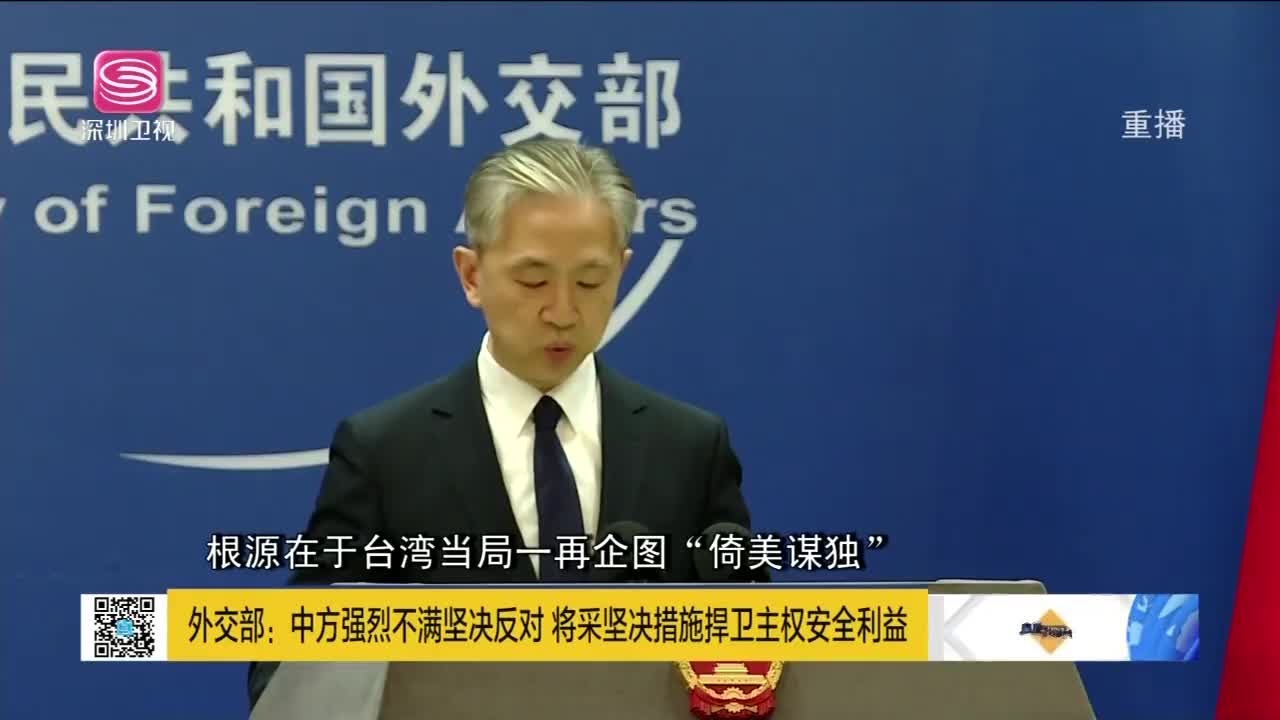 民共和国外交部
深圳卫视
重播
y of Foreign A rs
根源在于台湾当局一再企图“倚美谋独”
外交部：中方强烈不满坚决反对 将采坚决措施捍卫主权安全利益